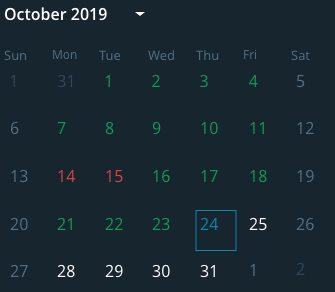 October 2019
Sun Mon Tue Wed Thu Fri Sat
1 31 1 2 3 4 5
6 7 8 9 10 11 12
13 14 15 16 17 18 19
20 21 22 23 24 25 26
27 28 29 30 31 1 2